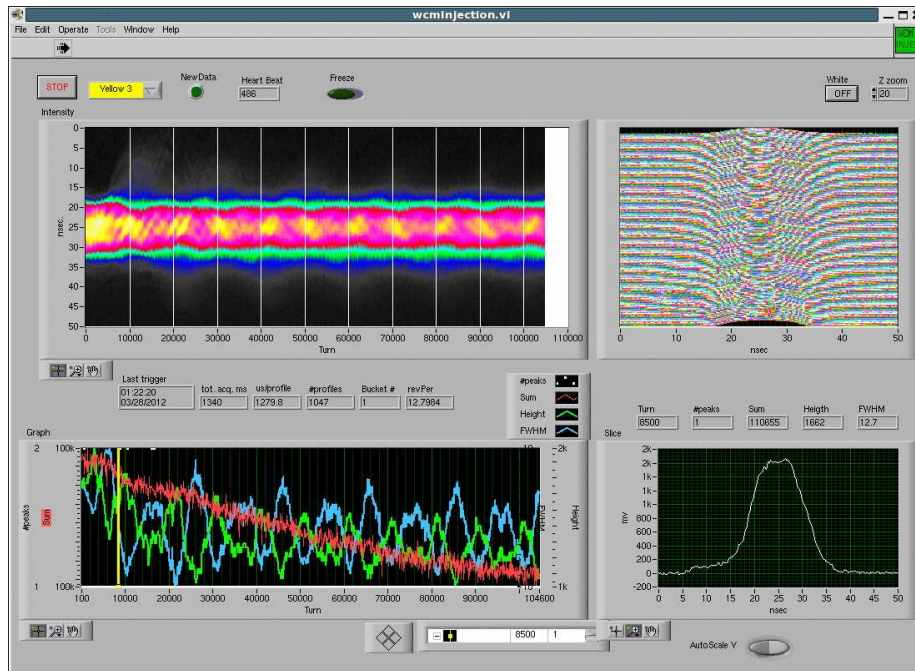 wcminjection.vi
File Edit Operate Tools Window Help
WCM
INJE
STOP
Yellow 3
NewData
Heart Beat
486
Freeze
White
OFF
Z zoom
20
Intensity
0
5
10
15
20
25
30
35
40
45
50
nsec.
0 10000 20000 30000 40000 50000 60000 70000 80000 90000 100000 110000
Turn
0 10 20 30 40 50
nsec
Last trigger
01:22:20
03/28/2012
tot. acq. ms
1340
us/profile
1279.8
#profiles
1047
Bucket #
1
revPer
12.7984
#peaks
Sum
Height
FWHM
Turn
8500
#peaks
1
Sum
110655
Heigth
1662
FWHM
12.7
Graph
2
1
#peaks
100k
100k
Sum
FWHM
2k
1k
Height
100 10000 20000 30000 40000 50000 60000 70000 80000 90000 104600
Turn
Slice
2k
2k
1k
1k
1k
800
600
400
200
0
-200
mv
0 5 10 15 20 25 30 35 40 45 50
nsec
8500 1
AutoScale Y